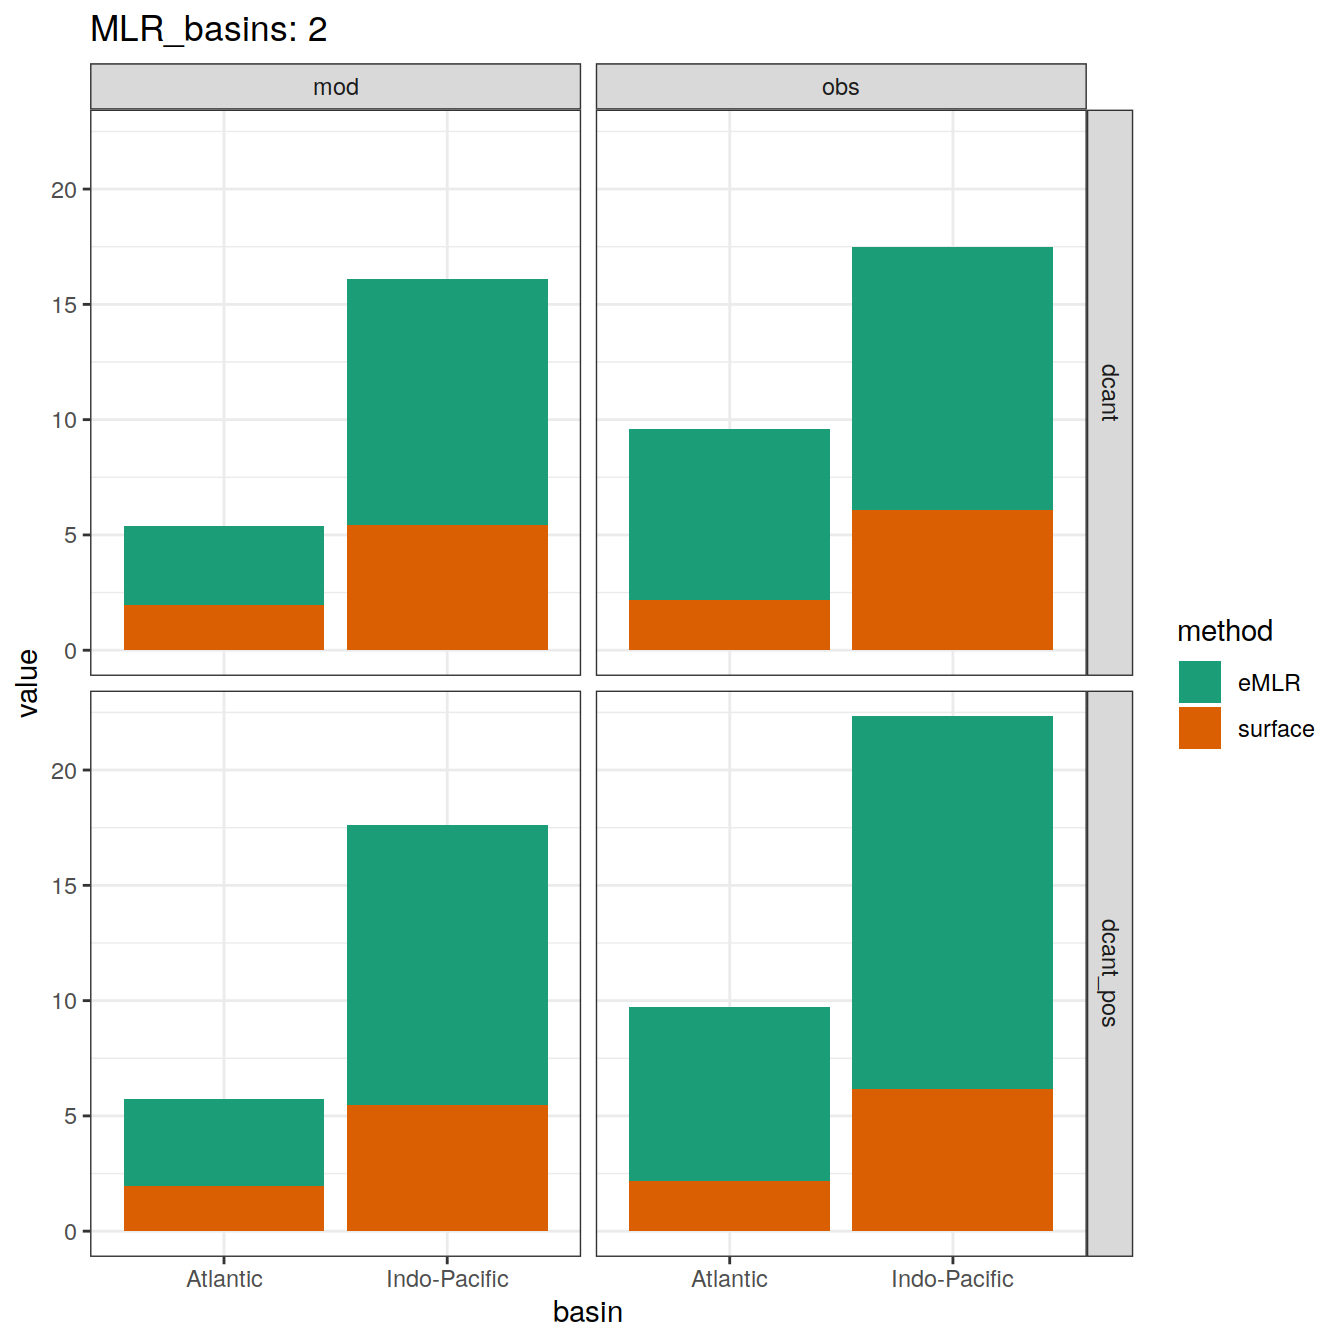 MLR_basins: 2
mod
obs
20
15
10
5
0
dcant
20
15
10
5
0
dcant_pos
value
Atlantic
Indo-Pacific
Atlantic
Indo-Pacific
basin
method
eMLR
surface